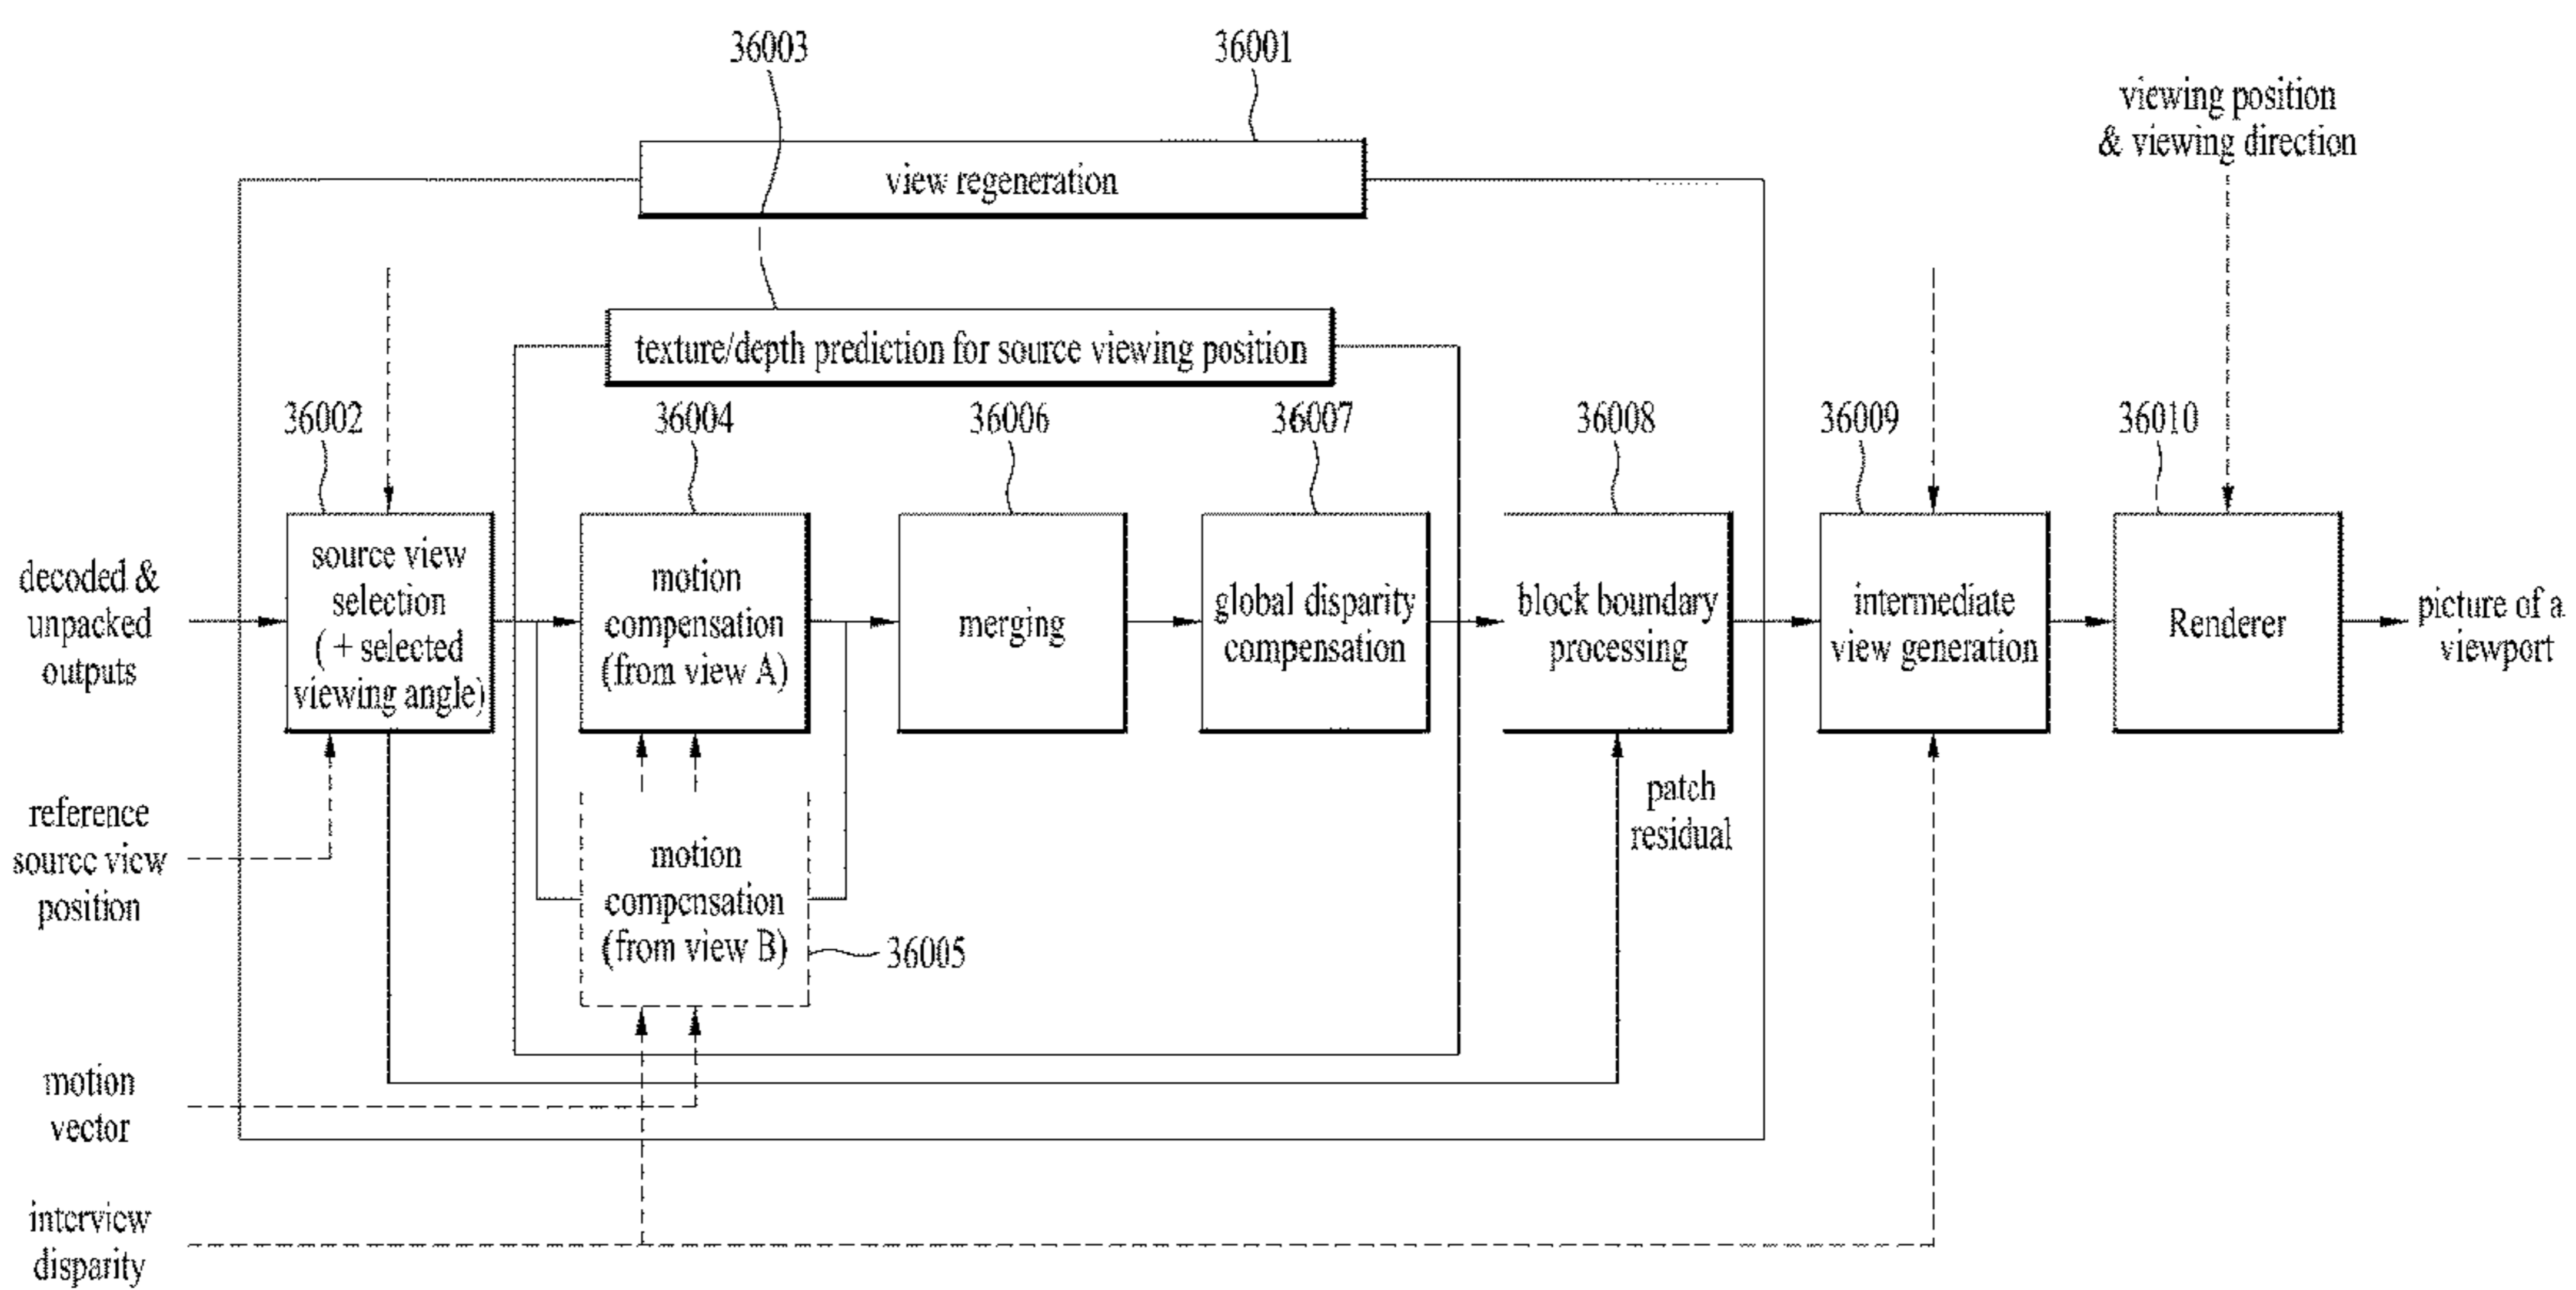 36003
36001
viewing position
& viewing direction
view regeneration
texture/depth prediction for source viewing position
36002
36004
36006
36007
36008
36009
36010
decoded &
unpacked
outputs
source view
selection
( + selected
viewing angle)
motion
compensation
(from view A)
merging
global disparity
compensation
block boundary
processing
intermediate
view generation
Renderer
picture of a
viewport
reference
source view
position
motion
compensation
(from view B)
36005
patch
residual
motion
vector
interview
disparity